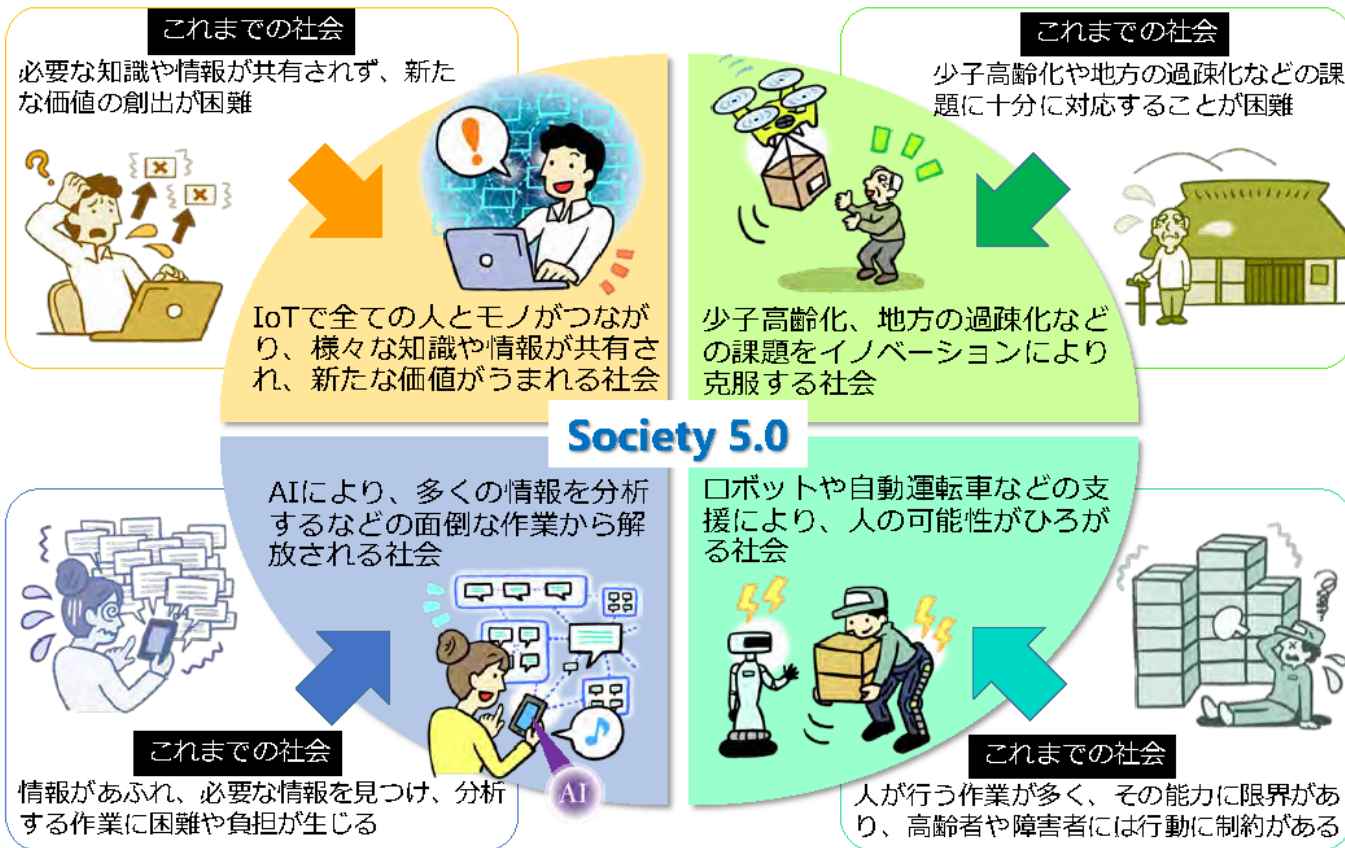 これまでの社会
必要な知識や情報が共有されず、新た
な価値の創出が困難
これまでの社会
少子高齢化や地方の過疎化などの課
題に十分に対応することが困難
IoTで全ての人とモノがつなが
り、様々な知識や情報が共有さ
れ、新たな価値がうまれる社会
少子高齢化、地方の過疎化など
の課題をイノベーションにより
克服する社会
Society 5.0
AIにより、多くの情報を分析
するなどの面倒な作業から解
放される社会
ロボットや自動運転車などの支
援により、人の可能性がひろが
る社会
AI
これまでの社会
情報があふれ、必要な情報を見つけ、分析
する作業に困難や負担が生じる
これまでの社会
人が行う作業が多く、その能力に限界があ
り、高齢者や障害者には行動に制約がある